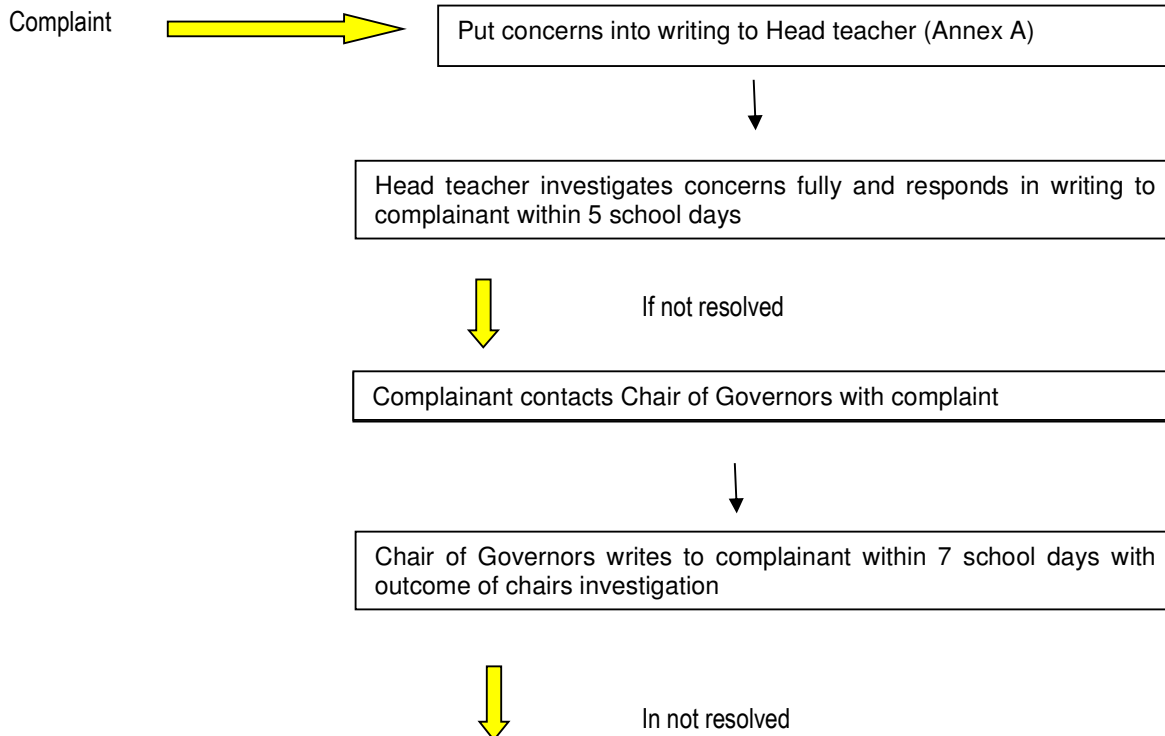 Complaint
Put concerns into writing to Head teacher (Annex A)
Head teacher investigates concerns fully and responds in writing to
complainant within 5 school days
If not resolved
Complainant contacts Chair of Governors with complaint
Chair of Governors writes to complainant within 7 school days with
outcome of chairs investigation
In not resolved